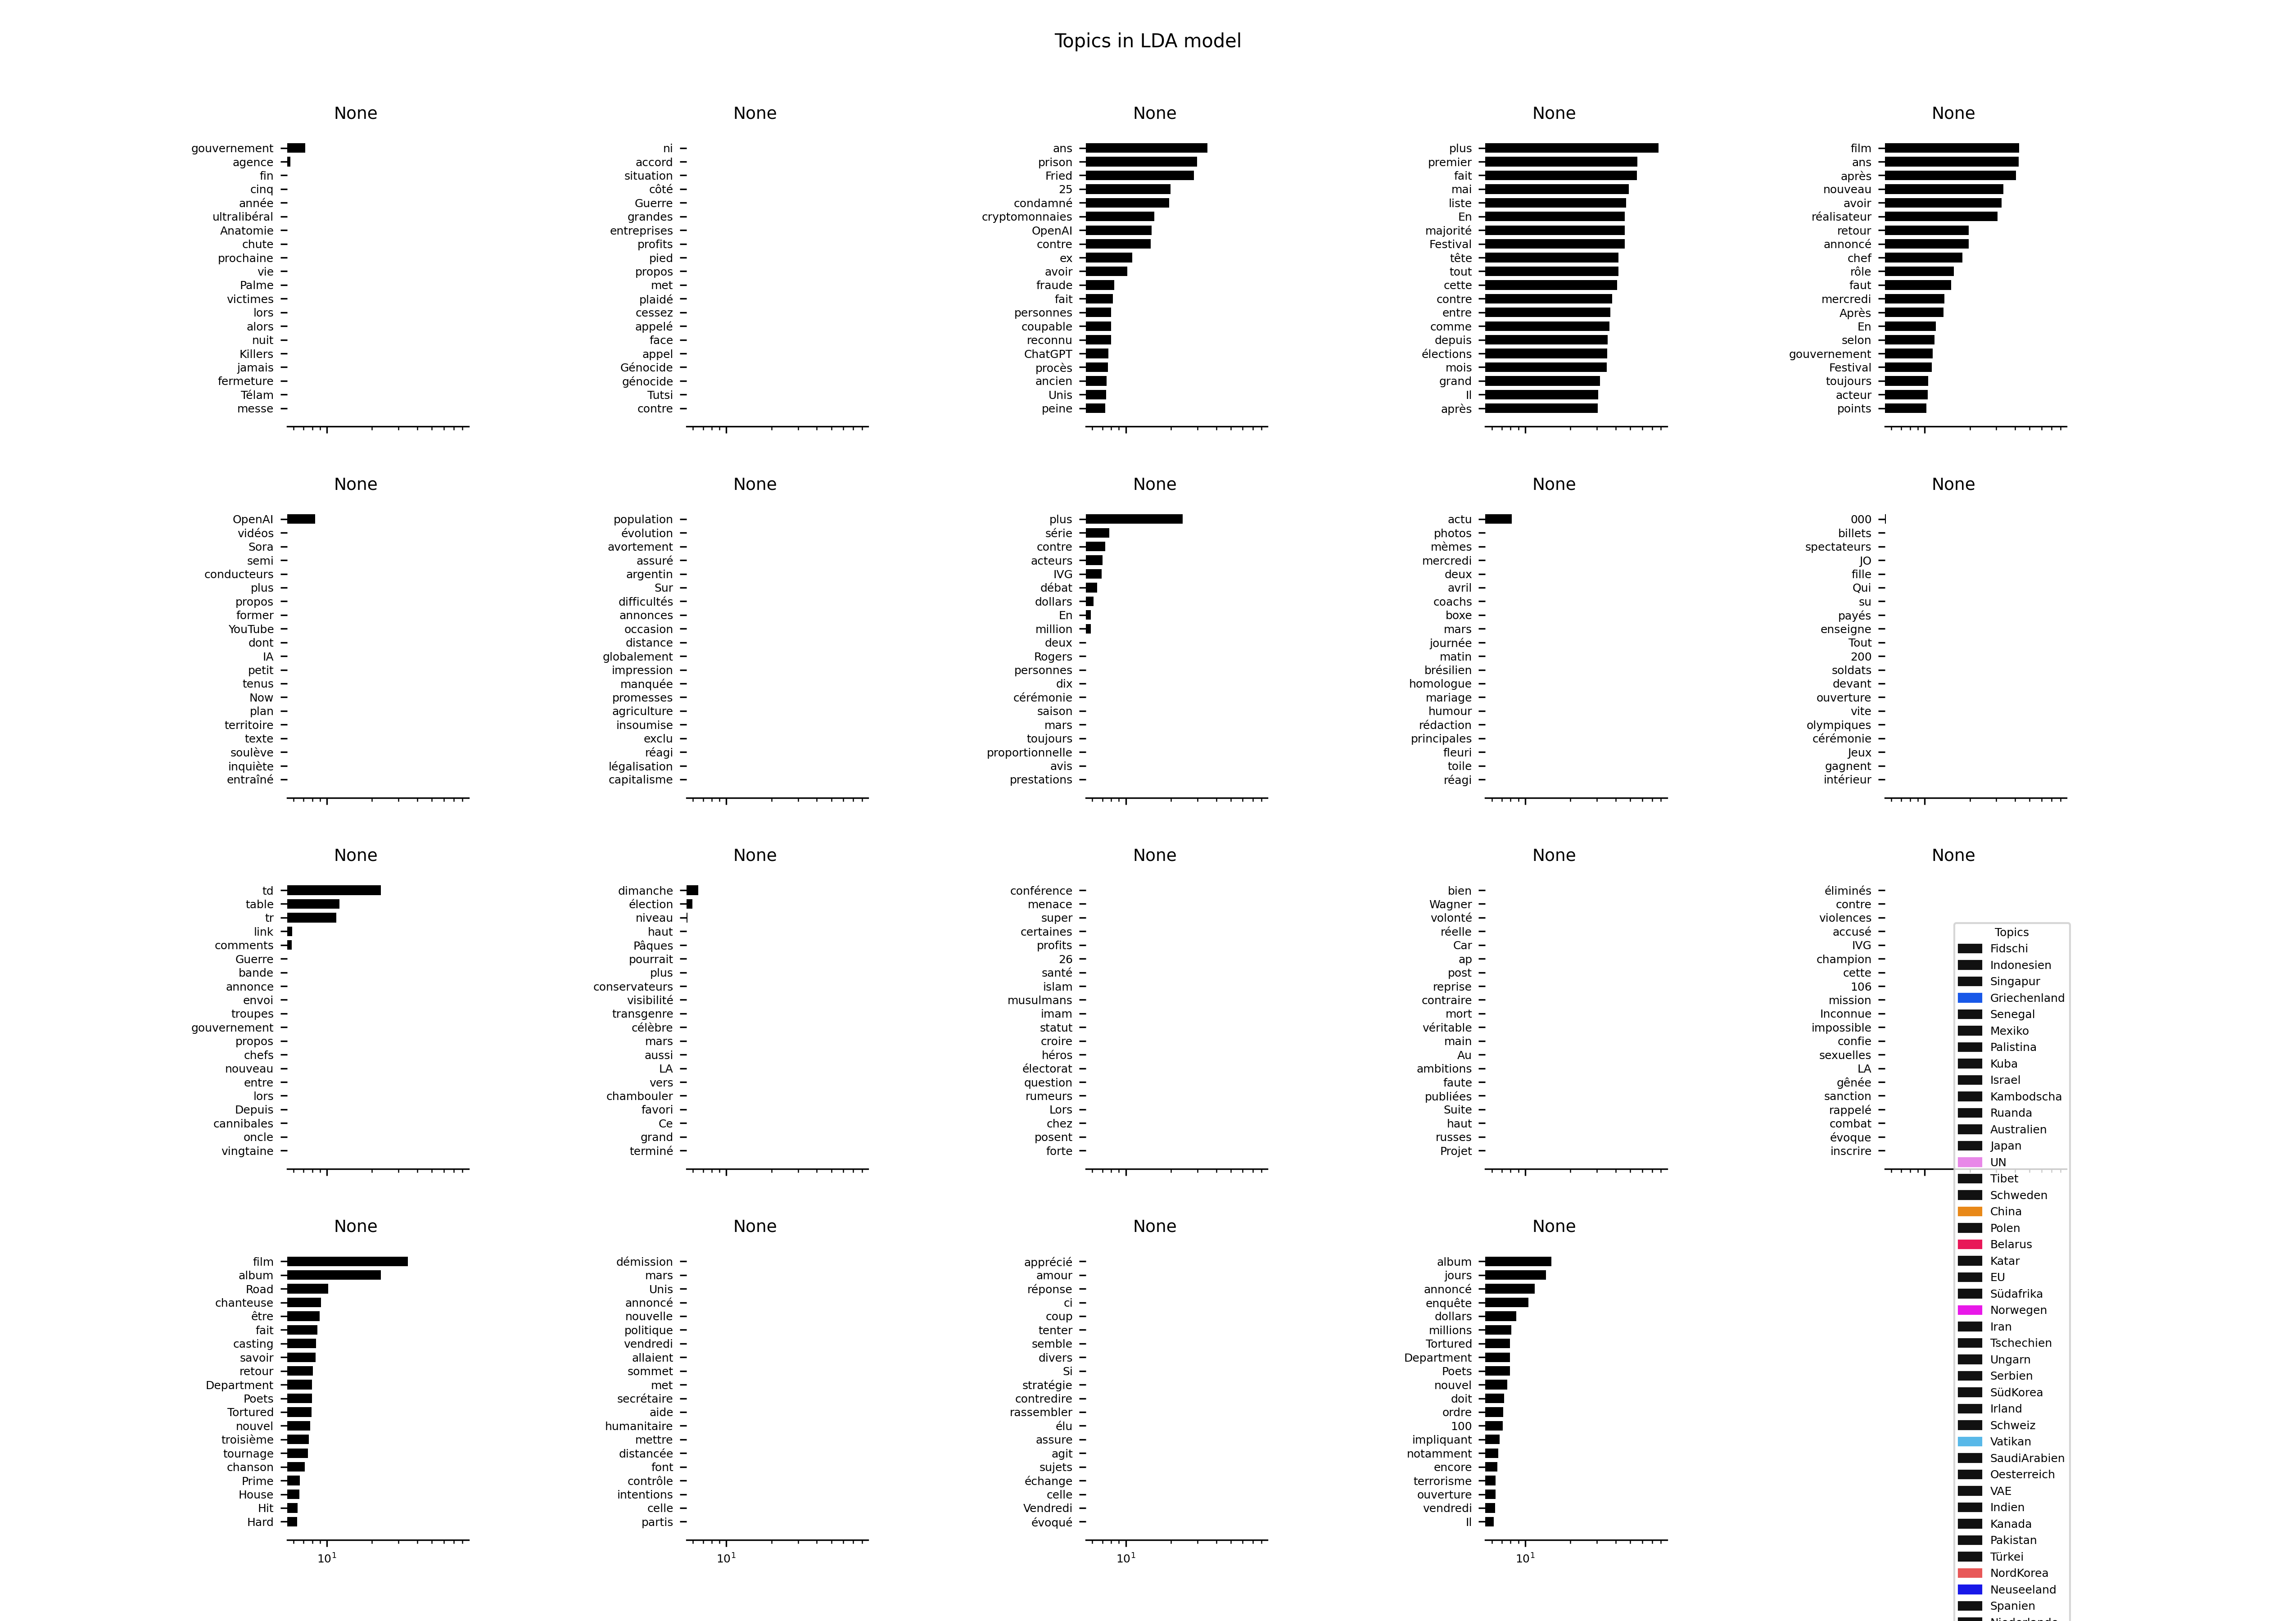 Topics in LDA model
None
gouvernement
agence
fin
cinq
année
ultralibéral
Anatomie
chute
prochaine
vie
Palme
victimes
lors
alors
nuit
Killers
jamais
fermeture
Télam
messe
None
ni
accord
situation
côté
Guerre
grandes
entreprises
profits
pied
propos
met
plaidé
cessez
appelé
face
appel
Génocide
génocide
Tutsi
contre
None
ans
prison
Fried
25
condamné
cryptomonnaies
OpenAI
contre
ex
avoir
fraude
fait
personnes
coupable
reconnu
ChatGPT
procès
ancien
Unis
peine
None
plus
premier
fait
mai
liste
En
majorité
Festival
tête
tout
cette
contre
entre
comme
depuis
élections
mois
grand
Il
après
None
film
ans
après
nouveau
avoir
réalisateur
retour
annoncé
chef
rôle
faut
mercredi
Après
En
selon
gouvernement
Festival
toujours
acteur
points
None
OpenAI
vidéos
Sora
semi
conducteurs
plus
propos
former
YouTube
dont
IA
petit
tenus
Now
plan
territoire
texte
soulève
inquiète
entraîné
None
population
évolution
avortement
assuré
argentin
Sur
difficultés
annonces
occasion
distance
globalement
impression
manquée
promesses
agriculture
insoumise
exclu
réagi
légalisation
capitalisme
None
plus
série
contre
acteurs
IVG
débat
dollars
En
million
deux
Rogers
personnes
dix
cérémonie
saison
mars
toujours
proportionnelle
avis
prestations
None
actu
photos
mèmes
mercredi
deux
avril
coachs
boxe
mars
journée
matin
brésilien
homologue
mariage
humour
rédaction
principales
fleuri
toile
réagi
None
000
billets
spectateurs
JO
fille
Qui
su
payés
enseigne
Tout
200
soldats
devant
ouverture
vite
olympiques
cérémonie
Jeux
gagnent
intérieur
None
td
table
tr
link
comments
Guerre
bande
annonce
envoi
troupes
gouvernement
propos
chefs
nouveau
entre
lors
Depuis
cannibales
oncle
vingtaine
None
dimanche
élection
niveau
haut
Pâques
pourrait
plus
conservateurs
visibilité
transgenre
célèbre
mars
aussi
LA
vers
chambouler
favori
Ce
grand
terminé
None
conférence
menace
super
certaines
profits
26
santé
islam
musulmans
imam
statut
croire
héros
électorat
question
rumeurs
Lors
chez
posent
forte
None
bien
Wagner
volonté
réelle
Car
ap
post
reprise
contraire
mort
véritable
main
Au
ambitions
faute
publiées
Suite
haut
russes
Projet
None
éliminés
contre
violences
accusé
IVG
champion
cette
106
mission
Inconnue
impossible
confie
sexuelles
LA
gênée
sanction
rappelé
combat
évoque
inscrire
None
film
album
Road
chanteuse
être
fait
casting
savoir
retour
Department
Poets
Tortured
nouvel
troisième
tournage
chanson
Prime
House
Hit
Hard
10¹
None
démission
mars
Unis
annoncé
nouvelle
politique
vendredi
allaient
sommet
met
secrétaire
aide
humanitaire
mettre
distancée
font
contrôle
intentions
celle
partis
10¹
None
apprécié
amour
réponse
ci
coup
tenter
semble
divers
Si
stratégie
contredire
rassembler
élu
assure
agit
sujets
échange
celle
Vendredi
évoqué
10¹
None
album
jours
annoncé
enquête
dollars
millions
Tortured
Department
Poets
nouvel
doit
ordre
100
impliquant
notamment
encore
terrorisme
ouverture
vendredi
Il
10¹
Topics
Fidschi
Indonesien
Singapur
Griechenland
Senegal
Mexiko
Palistina
Kuba
Israel
Kambodscha
Ruanda
Australien
Japan
UN
Tibet
Schweden
China
Polen
Belarus
Katar
EU
Südafrika
Norwegen
Iran
Tschechien
Ungarn
Serbien
SüdKorea
Irland
Schweiz
Vatikan
SaudiArabien
Oesterreich
VAE
Indien
Kanada
Pakistan
Türkei
NordKorea
Neuseeland
Spanien